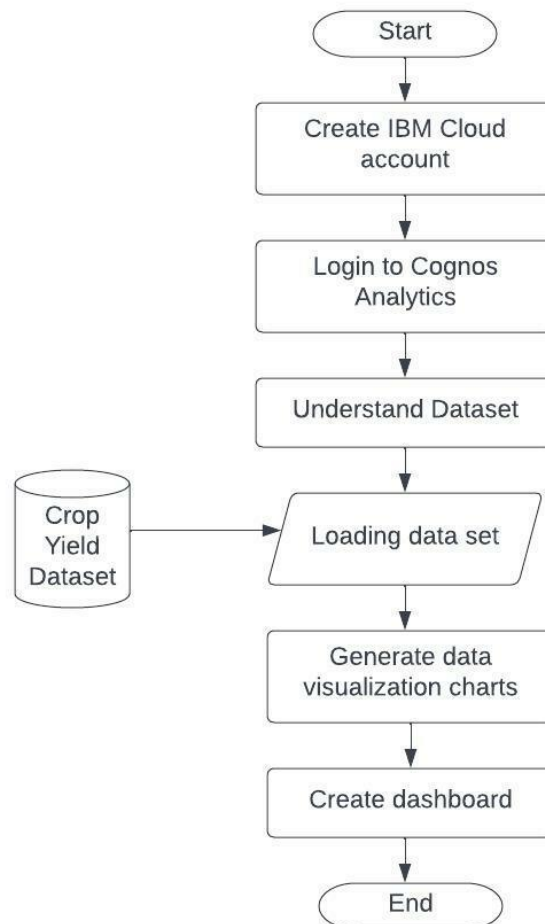 Start
Create IBM Cloud
account
Login to Cognos
Analytics
Understand Dataset
Crop
Yield
Dataset
Loading data set
Generate data
visualization charts
Create dashboard
End